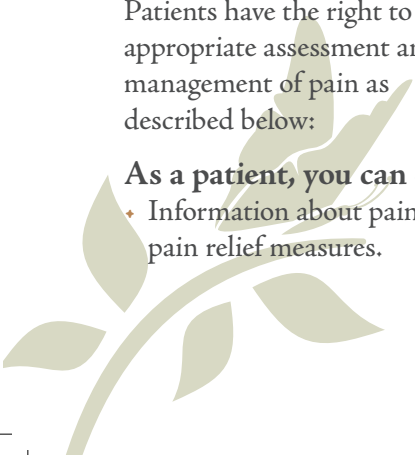 Patients have the right to
appropriate assessment an
management of pain as
described below:
As a patient, you can
Information about pain
pain relief measures.